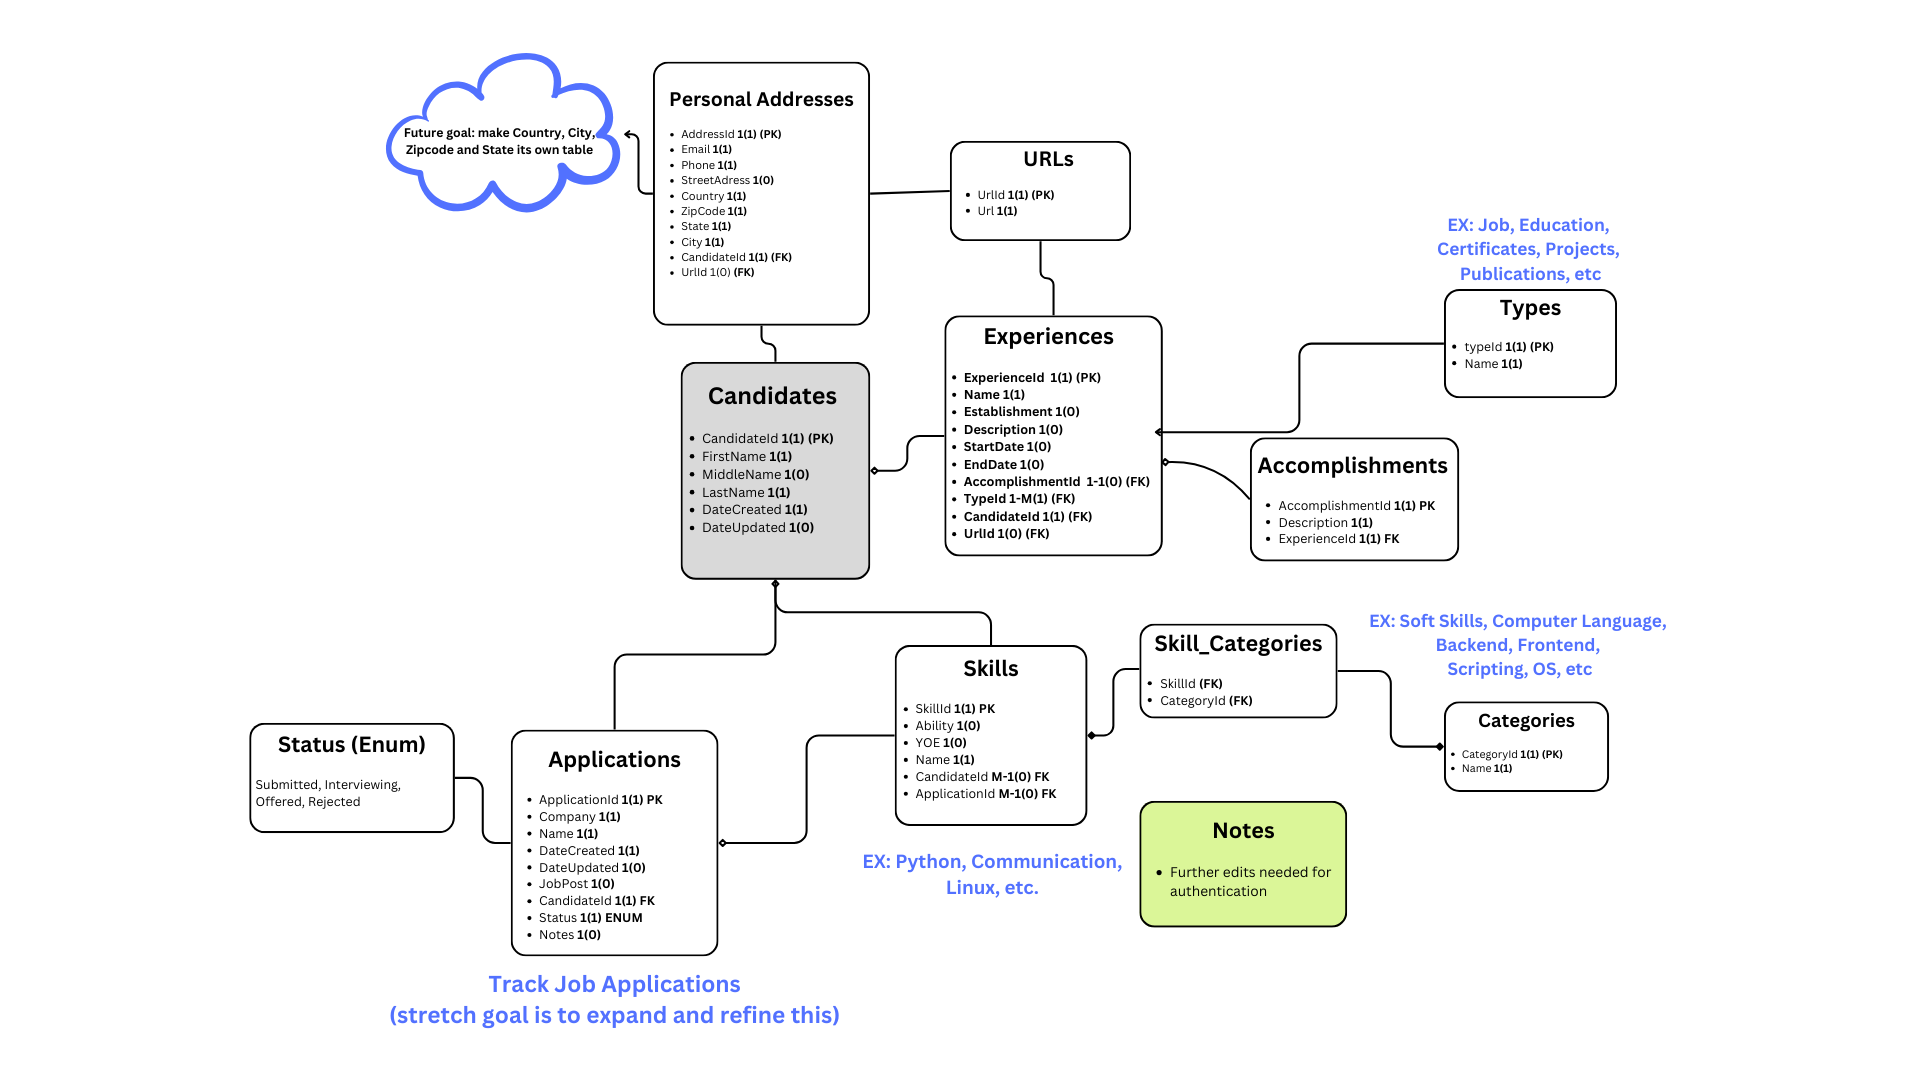 Future goal: make Country, City,
Zipcode and State its own table
Personal Addresses
AddressId 1(1) (PK)
Email 1(1)
Phone 1(1)
StreetAdress 1(0)
Country 1(1)
ZipCode 1(1)
State 1(1)
City 1(1)
CandidateId 1(1) (FK)
UrlId 1(0) (FK)
URLs
UrlId 1(1) (PK)
Url 1(1)
EX: Job, Education,
Certificates, Projects,
Publications, etc
Types
typeId 1(1) (PK)
Name 1(1)
Candidates
CandidateId 1(1) (PK)
FirstName 1(1)
MiddleName 1(0)
LastName 1(1)
DateCreated 1(1)
DateUpdated 1(0)
Experiences
ExperienceId 1(1) (PK)
Name 1(1)
Establishment 1(0)
Description 1(0)
StartDate 1(0)
EndDate 1(0)
AccomplishmentId 1-1(0) (FK)
TypeId 1-M(1) (FK)
CandidateId 1(1) (FK)
UrlId 1(0) (FK)
Accomplishments
AccomplishmentId 1(1) PK
Description 1(1)
ExperienceId 1(1) FK
Status (Enum)
Submitted, Interviewing,
Offered, Rejected
Applications
ApplicationId 1(1) PK
Company 1(1)
Name 1(1)
DateCreated 1(1)
DateUpdated 1(0)
JobPost 1(0)
CandidateId 1(1) FK
Status 1(1) ENUM
Notes 1(0)
Track Job Applications
(stretch goal is to expand and refine this)
Skills
SkillId 1(1) PK
Ability 1(0)
YOE 1(0)
Name 1(1)
CandidateId M-1(0) FK
ApplicationId M-1(0) FK
EX: Python, Communication,
Linux, etc.
Skill_Categories
SkillId (FK)
CategoryId (FK)
EX: Soft Skills, Computer Language,
Backend, Frontend,
Scripting, OS, etc
Categories
CategoryId 1(1) (PK)
Name 1(1)
Notes
Further edits needed for
authentication